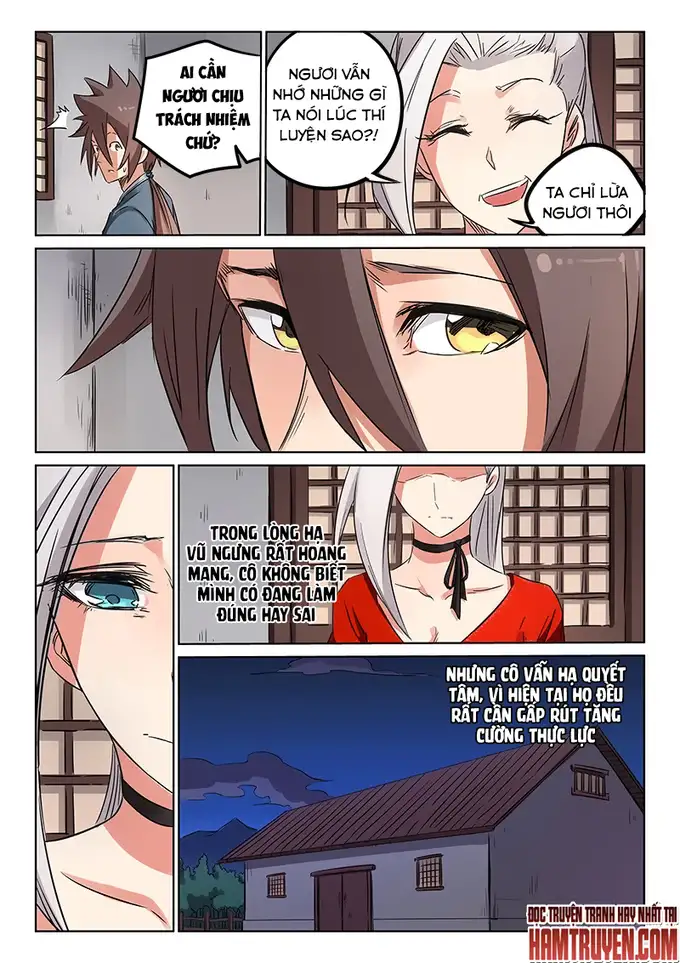 AI CẦN
NGƯƠI CHỊU
TRÁCH NHIỆM
CHỨ?
NGƯƠI VẪN
NHỚ NHỮNG GÌ
TA NÓI LÚC THÍ
LUYỆN SAO?!
TA CHỈ LỪA
NGƯƠI THÔI
TRONG LÒNG HẠ
VŨ NGƯNG RẤT HOANG
MANG, CÔ KHÔNG BIẾT
MÌNH CÓ ĐANG LÀM
ĐÚNG HAY SAI
NHƯNG CÔ VẪN HẠ QUYẾT
TÂM, VÌ HIỆN TẠI HỌ ĐỀU
RẤT CẦN GẤP RÚT TĂNG
CƯỜNG THỰC LỰC
ĐỌC TRUYỆN TRANH HAY NHẤT TẠI
HAMTRUYEN.COM